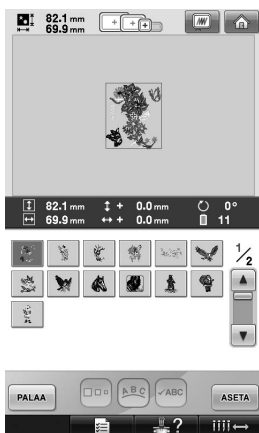 82.1 mm
69.9 mm
82.1 mm + 0.0 mm 0°
69.9 mm + 0.0 mm 11
1/2
A B C
✓ABC
PALAA
ASETA
?